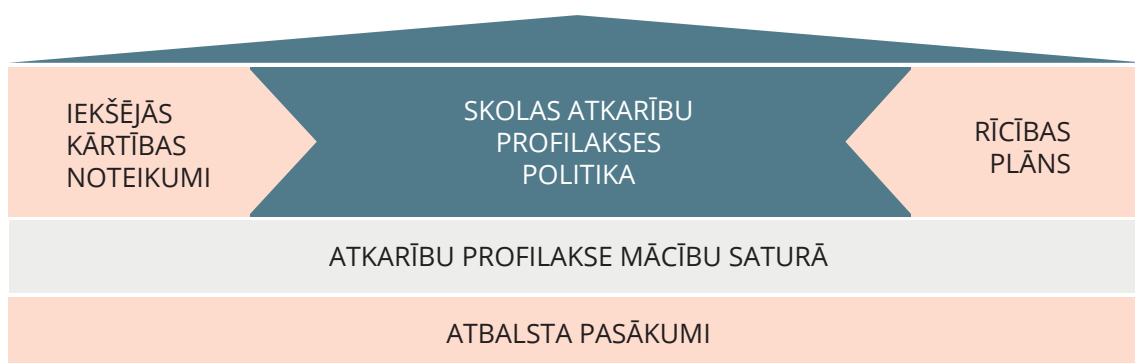 IEKŠĒJĀS
KĀRTĪBAS
NOTEIKUMI
SKOLAS ATKARĪBU
PROFILAKSES
POLITIKA
RĪCĪBAS
PLĀNS
ATKARĪBU PROFILAKSE MĀCĪBU SATURĀ
ATBALSTA PASĀKUMI